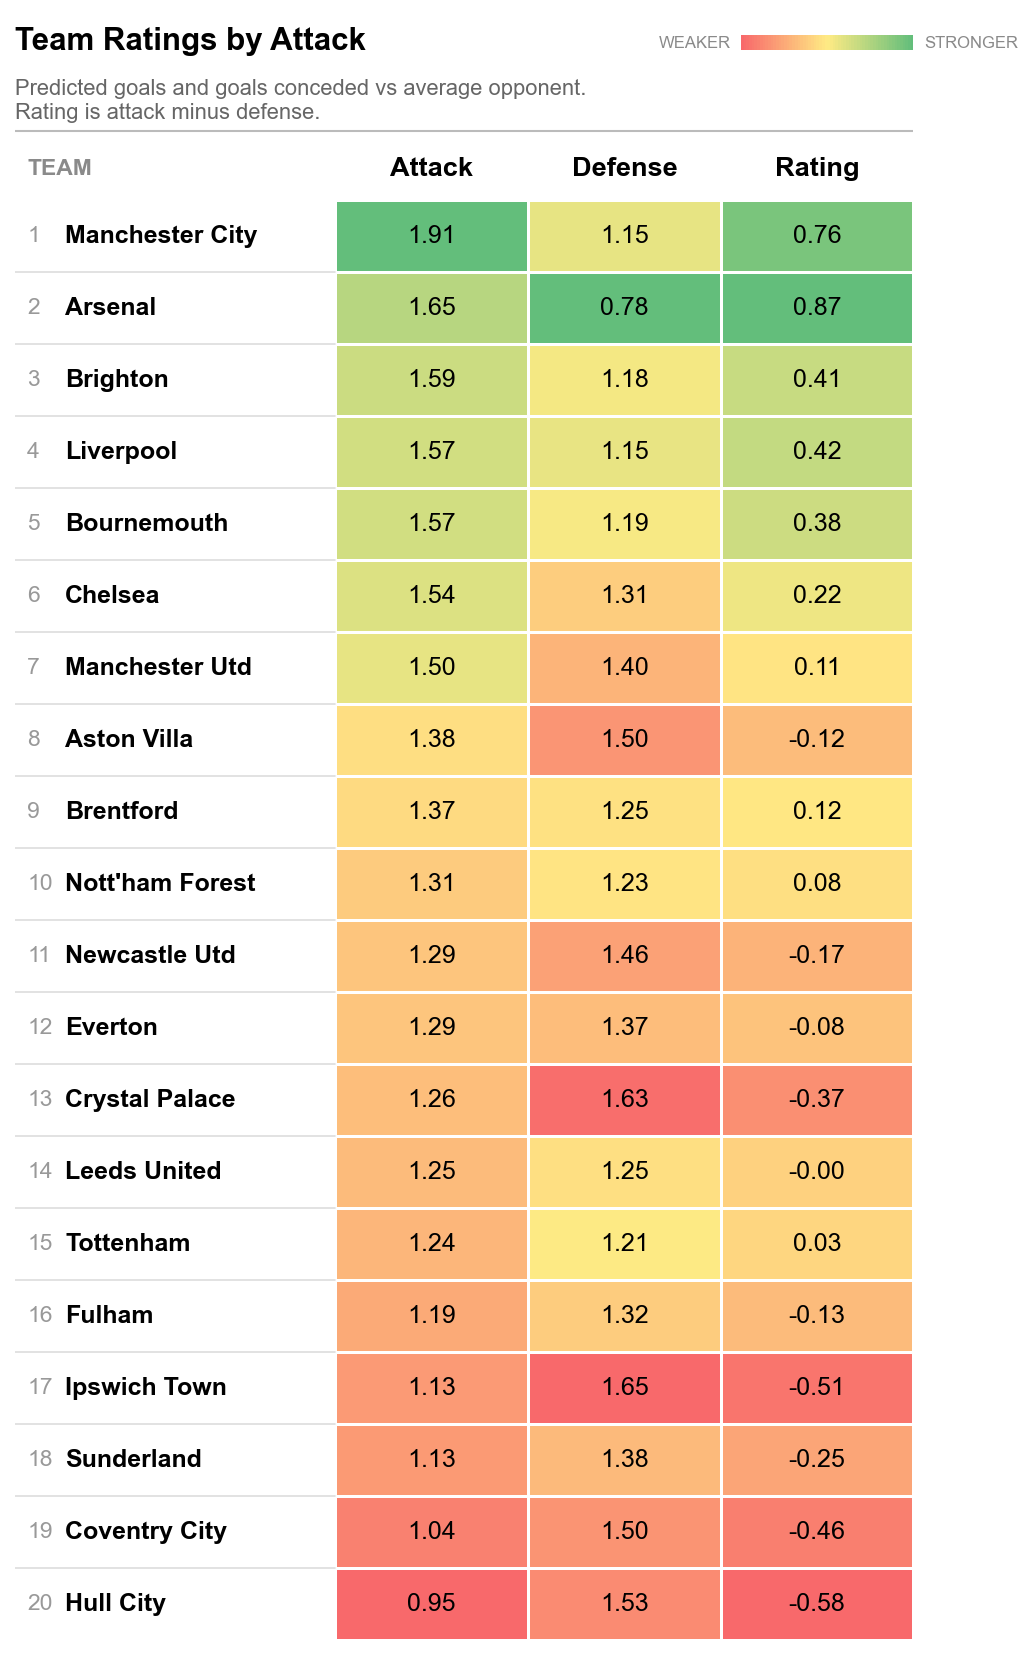 Team Ratings by Attack
WEAKER STRONGER
Predicted goals and goals conceded vs average opponent.
Rating is attack minus defense.
TEAM Attack Defense Rating
1 Manchester City 1.91 1.15 0.76
2 Arsenal 1.65 0.78 0.87
3 Brighton 1.59 1.18 0.41
4 Liverpool 1.57 1.15 0.42
5 Bournemouth 1.57 1.19 0.38
6 Chelsea 1.54 1.31 0.22
7 Manchester Utd 1.50 1.40 0.11
8 Aston Villa 1.38 1.50 -0.12
9 Brentford 1.37 1.25 0.12
10 Nott'ham Forest 1.31 1.23 0.08
11 Newcastle Utd 1.29 1.46 -0.17
12 Everton 1.29 1.37 -0.08
13 Crystal Palace 1.26 1.63 -0.37
14 Leeds United 1.25 1.25 -0.00
15 Tottenham 1.24 1.21 0.03
16 Fulham 1.19 1.32 -0.13
17 Ipswich Town 1.13 1.65 -0.51
18 Sunderland 1.13 1.38 -0.25
19 Coventry City 1.04 1.50 -0.46
20 Hull City 0.95 1.53 -0.58